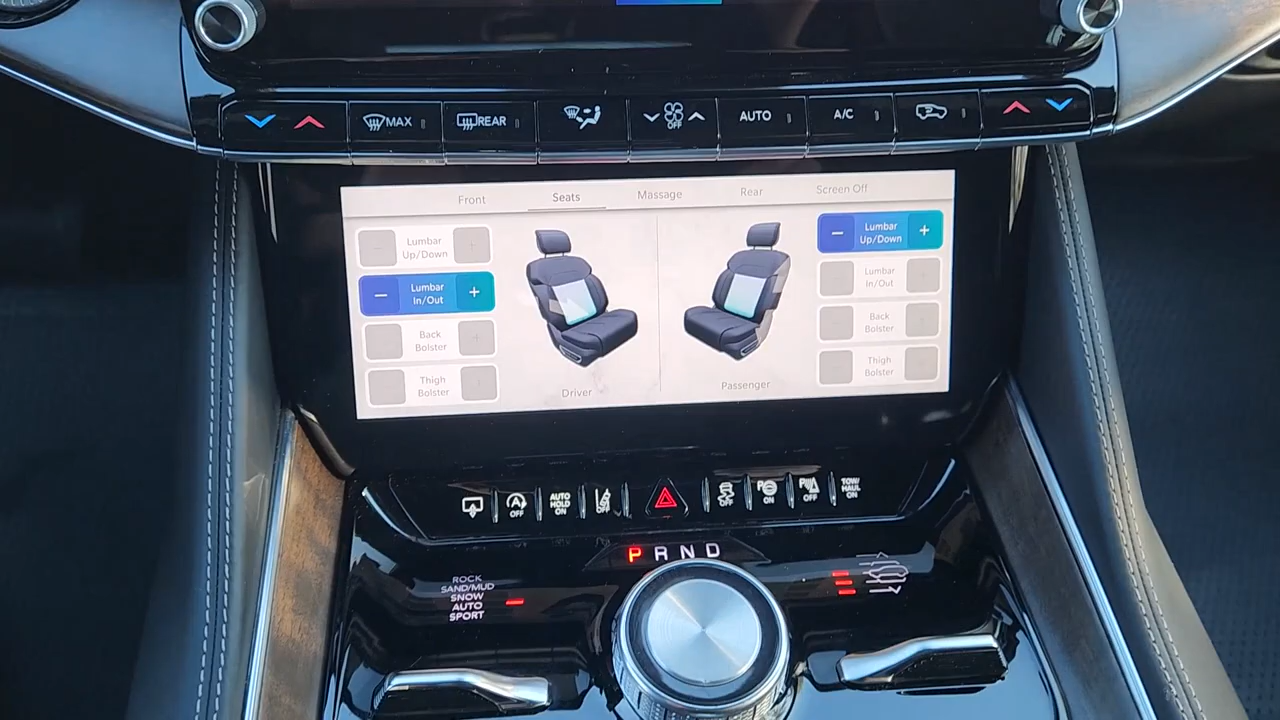 MAX
REAR
OFF
AUTO
A/C
Front
Seats
Massage
Rear
Screen Off
Lumbar
Up/Down
Lumbar
In/Out
Back
Bolster
Thigh
Bolster
Driver
Passenger
Lumbar
Up/Down
Lumbar
In/Out
Back
Bolster
Thigh
Bolster
OFF
AUTO
HOLD
ON
OFF
OFF
P
ON
OFF
TOW/
HAUL
ON
P R N D
ROCK
SAND/MUD
SNOW
AUTO
SPORT